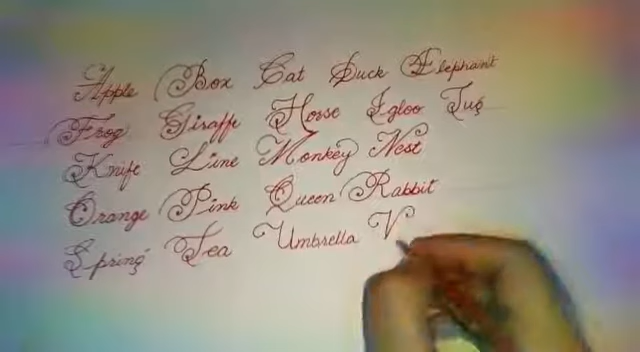 Apple Box Cat Duck Elephant
Frog Giraffe Horse Igloo Jug
Knife Line Monkey Nest
Orange Pink Queen Rabbit
Spring Tea Umbrella V